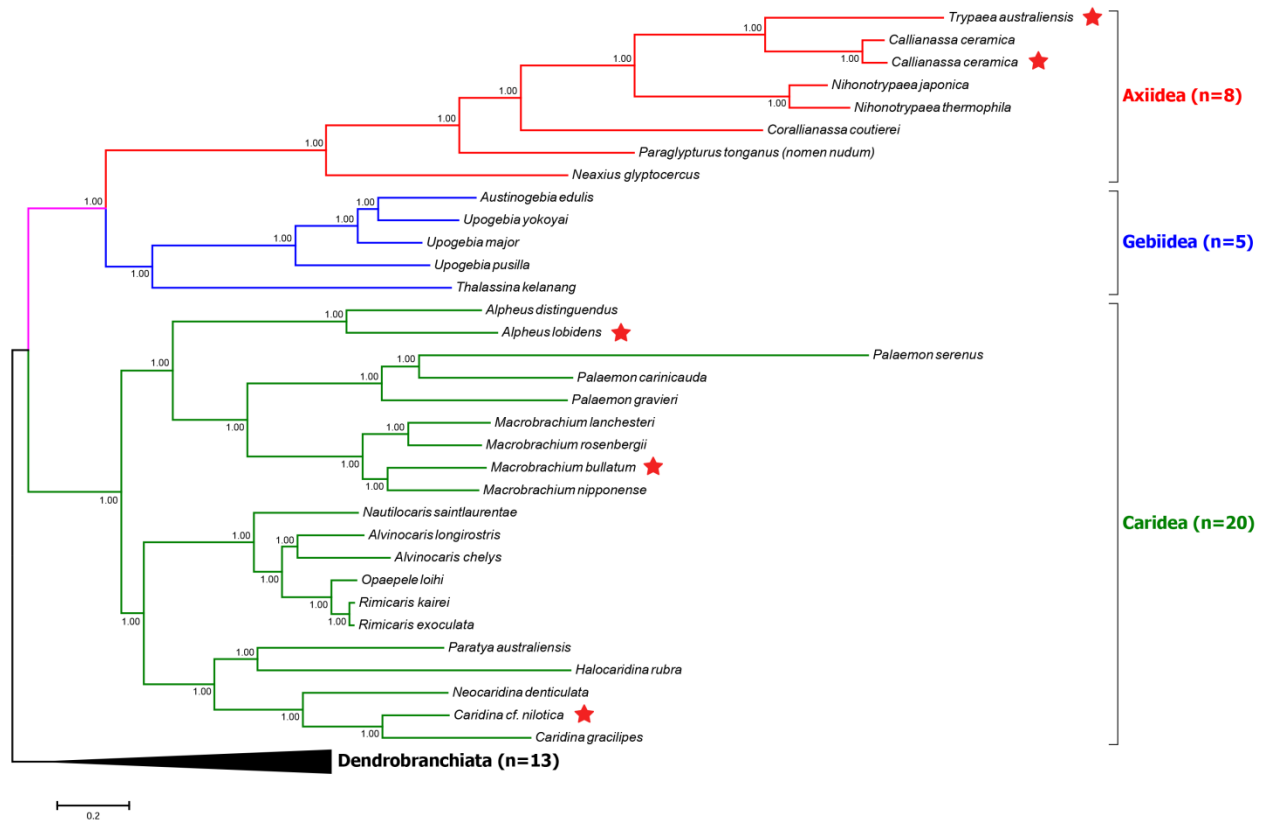 Trypaea australiensis
1.00
Callianassa ceramica
1.00
1.00
Callianassa ceramica
1.00
Nihonotrypaea japonica
Axiidea (n=8)
1.00
1.00
Nihonotrypaea thermophila
1.00
Corallianassa coutierei
Paraglypturus tonganus (nomen nudum)
Neaxius glyptocercus
1.00
Austinogebia edulis
1.00
1.00
Upogebia yokoyai
1.00
Upogebia major
Gebiidea (n=5)
1.00
Upogebia pusilla
1.00
Thalassina kelanang
Alpheus distinguendus
1.00
Alpheus lobidens
1.00
Palaemon serenus
1.00
1.00
Palaemon carinicauda
Palaemon gravieri
1.00
Macrobrachium lanchesteri
1.00
1.00
Macrobrachium rosenbergii
Macrobrachium bullatum
1.00
1.00
Macrobrachium nipponense
1.00
Nautilocaris saintlaurentae
Caridea (n=20)
1.00
Alvinocaris longirostris
1.00
Alvinocaris chelys
1.00
Opaepele loihi
1.00
Rimicaris kairei
1.00
1.00
Rimicaris exoculata
Paratya australiensis
1.00
Halocaridina rubra
1.00
Neocaridina denticulata
1.00
Caridina cf. nilotica
1.00
Caridina gracilipes
Dendrobranchiata (n=13)
0.2